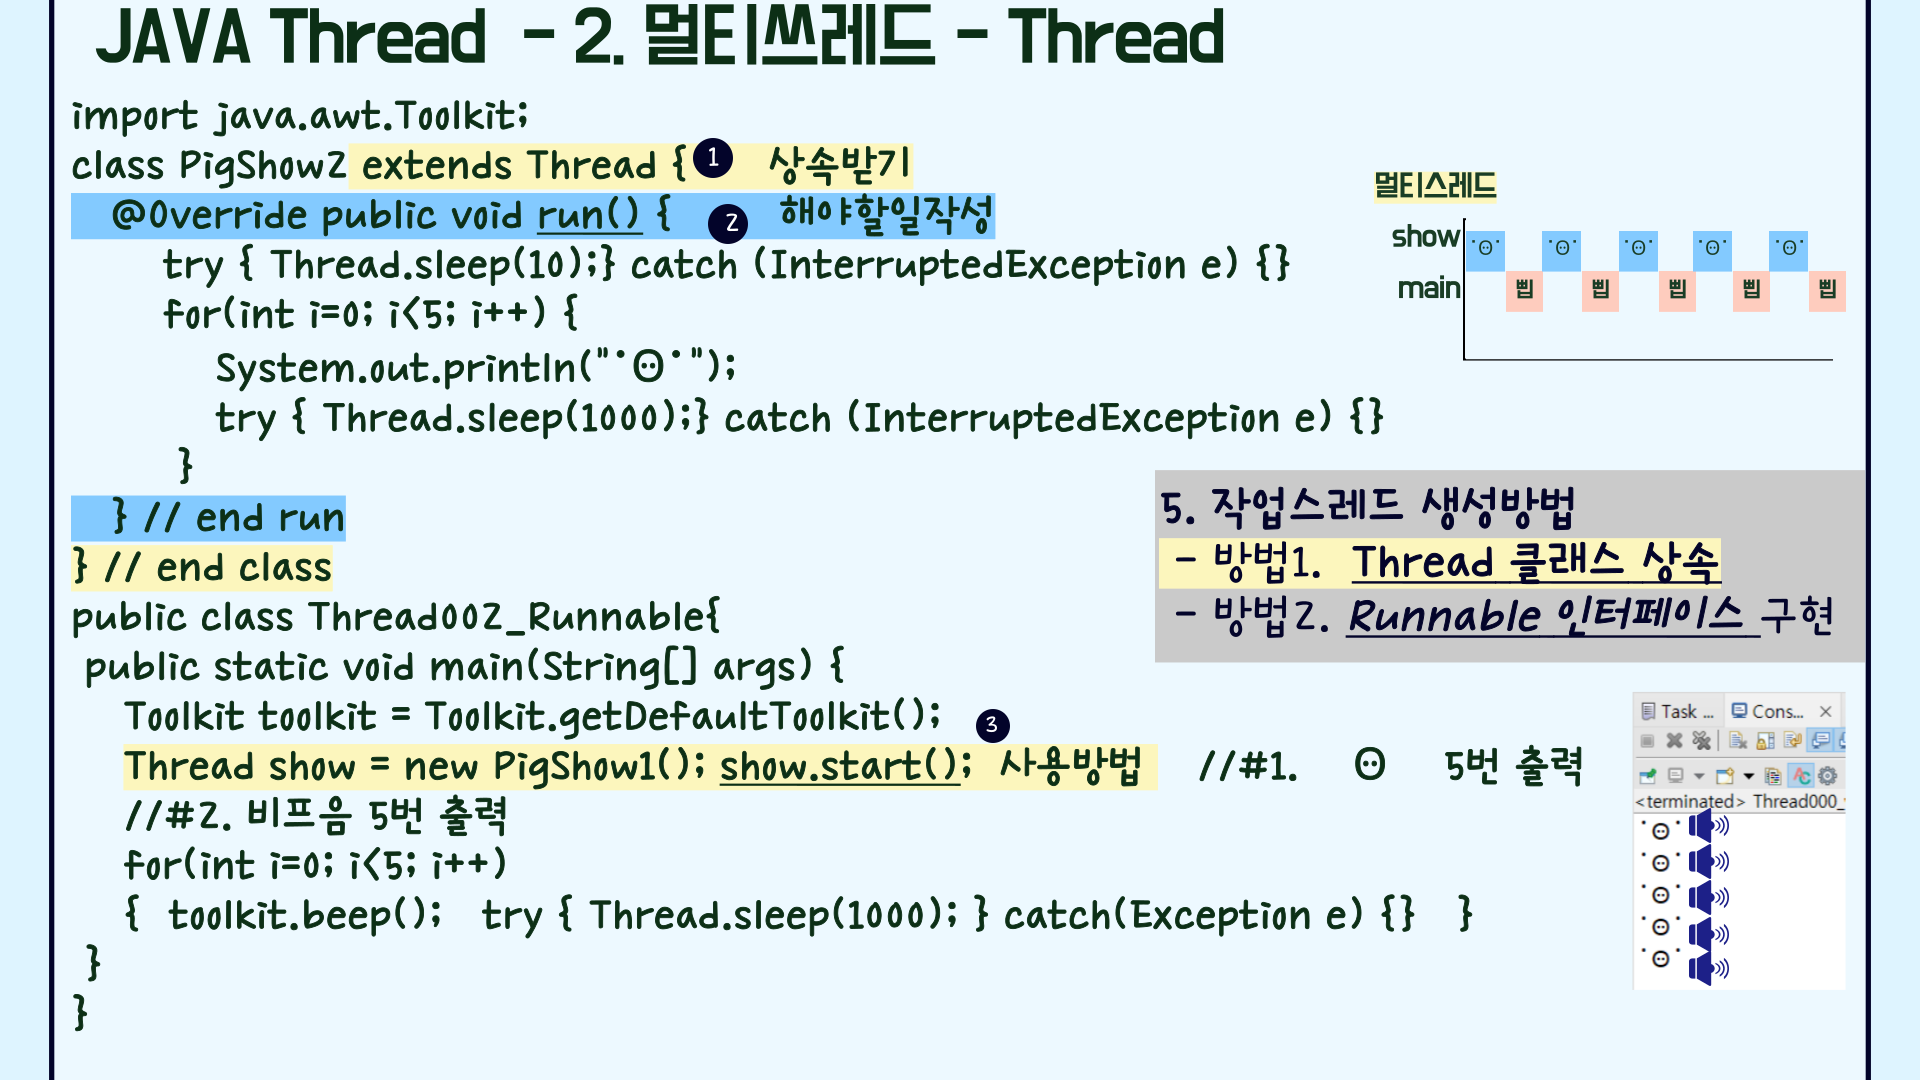 JAVA Thread - 2. 멀티쓰레드 - Thread
import java.awt.Toolkit;
class PigShow2 extends Thread { 1 상속받기
@Override public void run() { 2 해야할일작성
try { Thread.sleep(10);} catch (InterruptedException e) {}
for(int i=0; i<5; i++) {
System.out.println("˙ʘ̤˙");
try { Thread.sleep(1000);} catch (InterruptedException e) {}
}
} // end run
} // end class
public class Thread002_Runnable{
public static void main(String[] args) {
Toolkit toolkit = Toolkit.getDefaultToolkit(); 3
Thread show = new PigShow1(); show.start(); 사용방법 //#1. ʘ 5번 출력
//#2. 비프음 5번 출력
for(int i=0; i<5; i++)
{ toolkit.beep(); try { Thread.sleep(1000); } catch(Exception e) {} }
}
}
멀티스레드
show ˙ʘ˙ ˙ʘ˙ ˙ʘ˙ ˙ʘ˙ ˙ʘ˙
main 삡 삡 삡 삡 삡
5. 작업스레드 생성방법
- 방법1. Thread 클래스 상속
- 방법2. Runnable 인터페이스 구현
Task ... Cons...
<terminated> Thread000_
˙ʘ˙
˙ʘ˙
˙ʘ˙
˙ʘ˙
˙ʘ˙